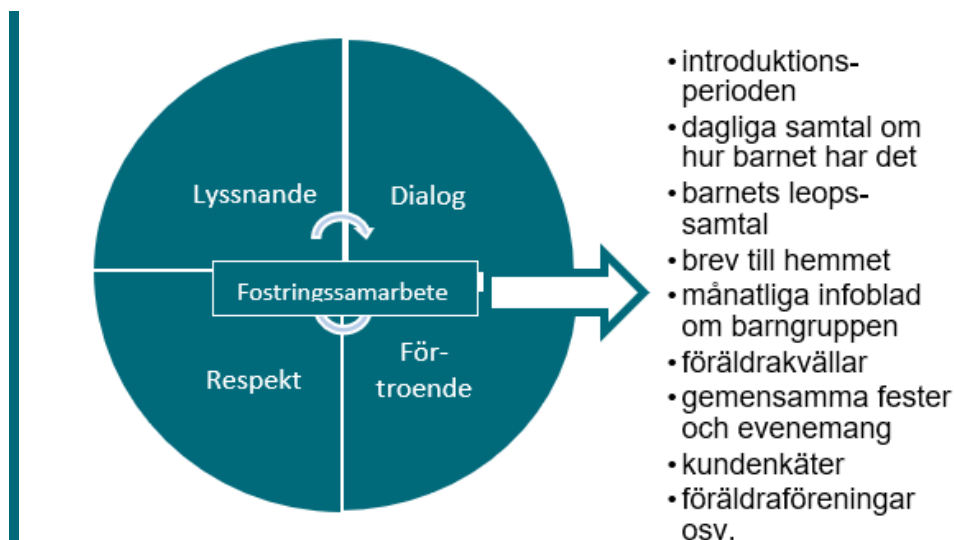 Lyssnande
Dialog
Fostringssamarbete
Respekt
För-
troende
• introduktions-
perioden
• dagliga samtal om
hur barnet har det
• barnets leops-
samtal
• brev till hemmet
• månatliga infoblad
om barngruppen
• föräldrakvällar
• gemensamma fester
och evenemang
• kundenkäter
• föräldraföreningar
osv.